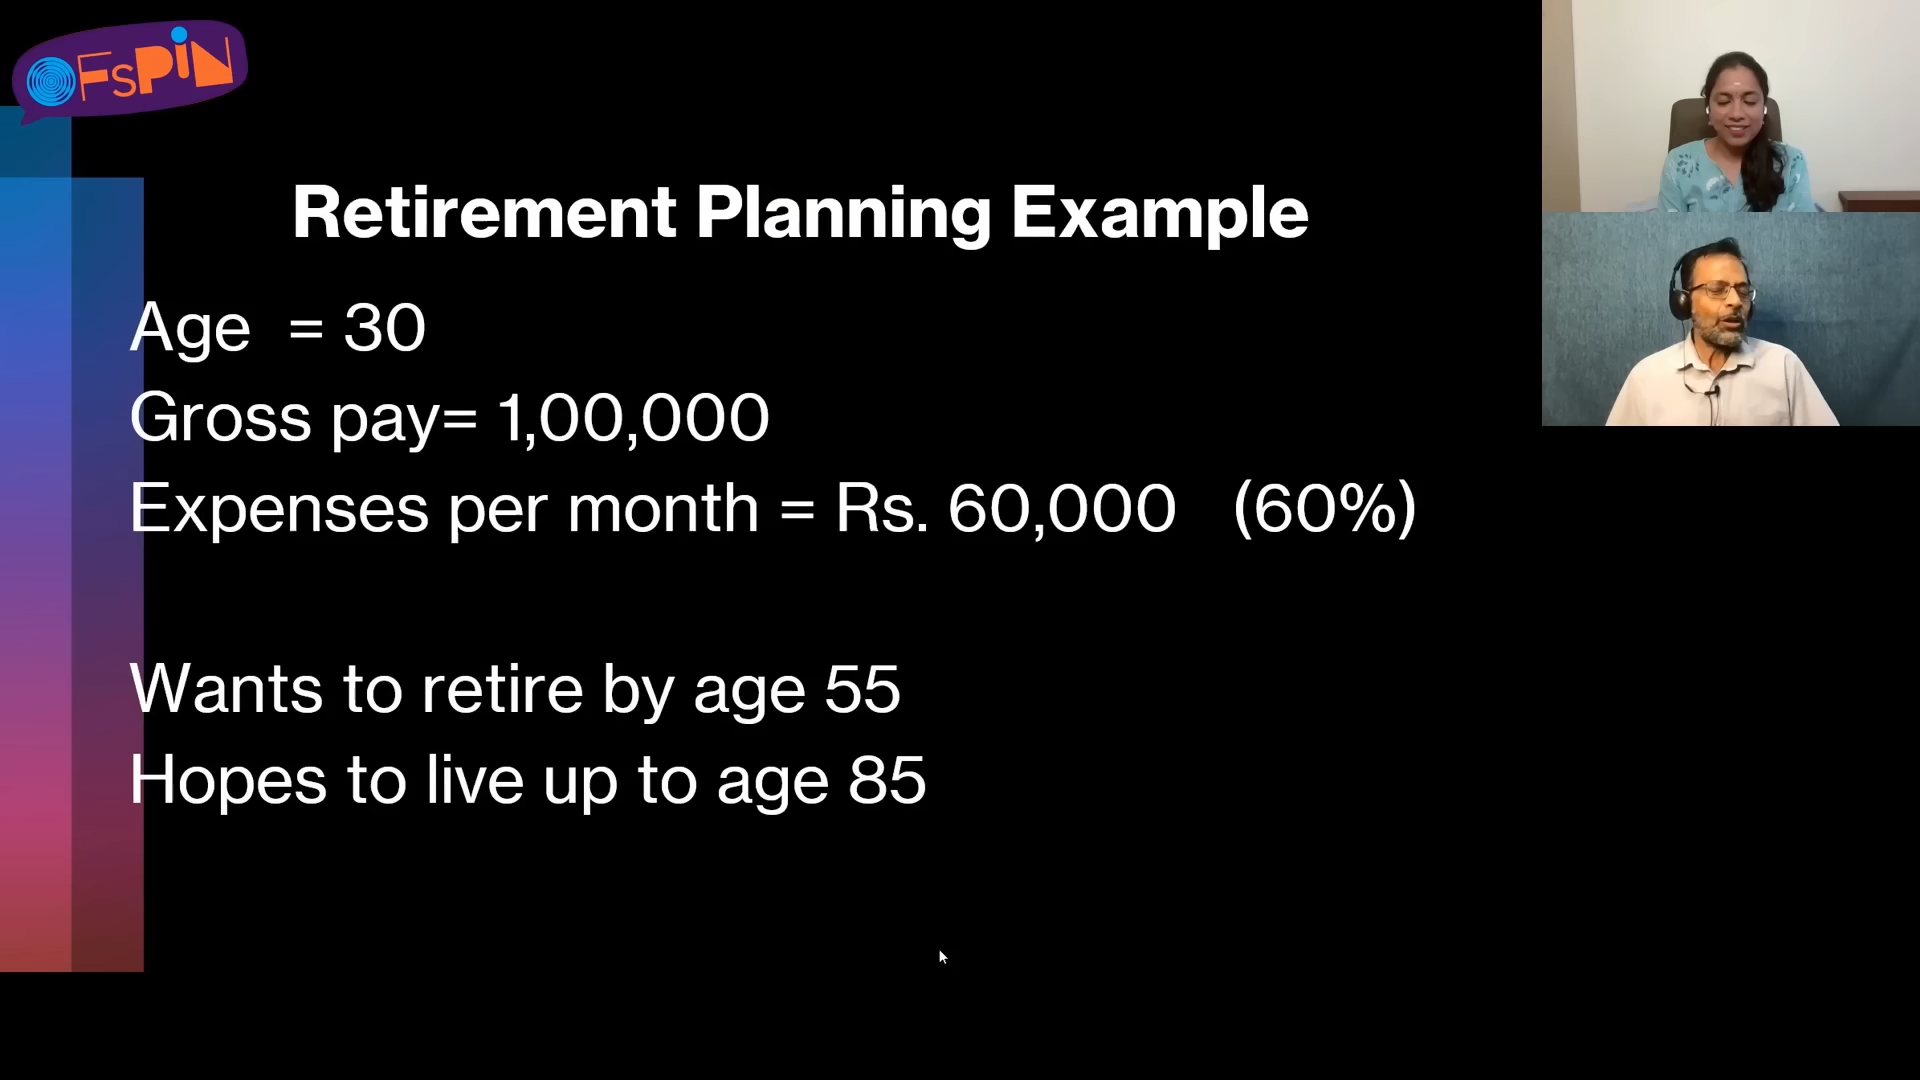 OFSPIN
Retirement Planning Example
Age = 30
Gross pay= 1,00,000
Expenses per month = Rs. 60,000 (60%)
Wants to retire by age 55
Hopes to live up to age 85